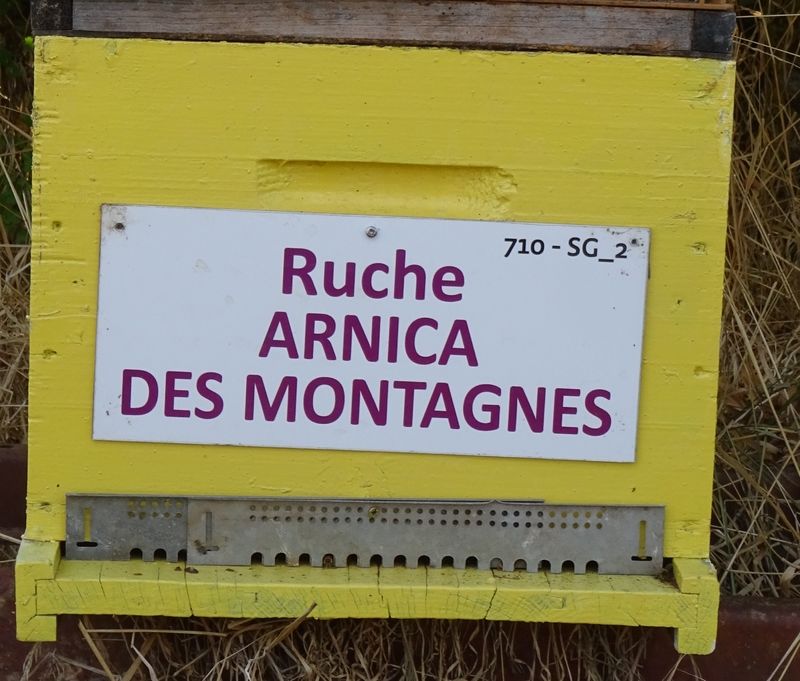 710 - SG_2
Ruche
ARNICA
DES MONTAGNES